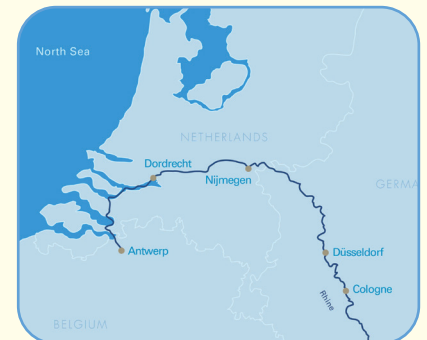 North Sea
NETHERLANDS
Dordrecht
Nijmegen
GERMA
Antwerp
Düsseldorf
Cologne
Rhine
BELGIUM